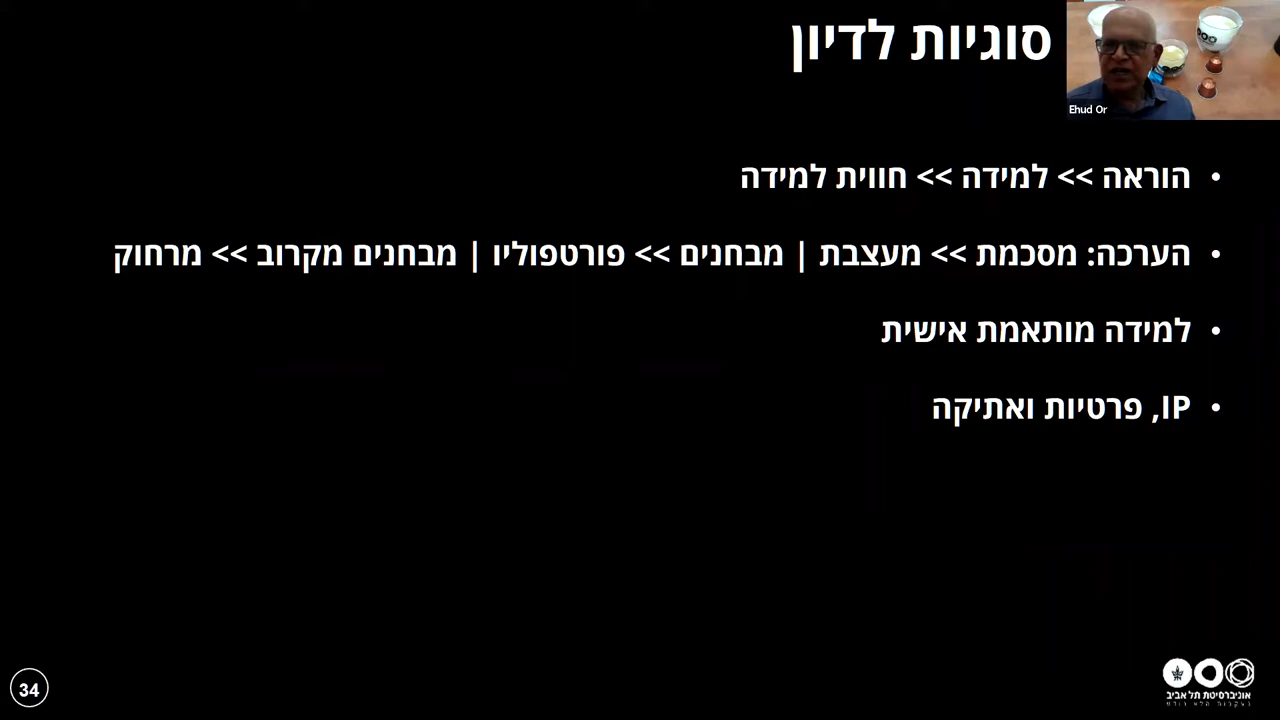 סוגיות לדיון
Ehud Or
הוראה >> למידה >> חווית למידה
הערכה: מסכמת >> מעצבת | מבחנים >> פורטפוליו | מבחנים מקרוב >> מרחוק
למידה מותאמת אישית
IP, פרטיות ואתיקה
34
אוניברסיטת תל אביב